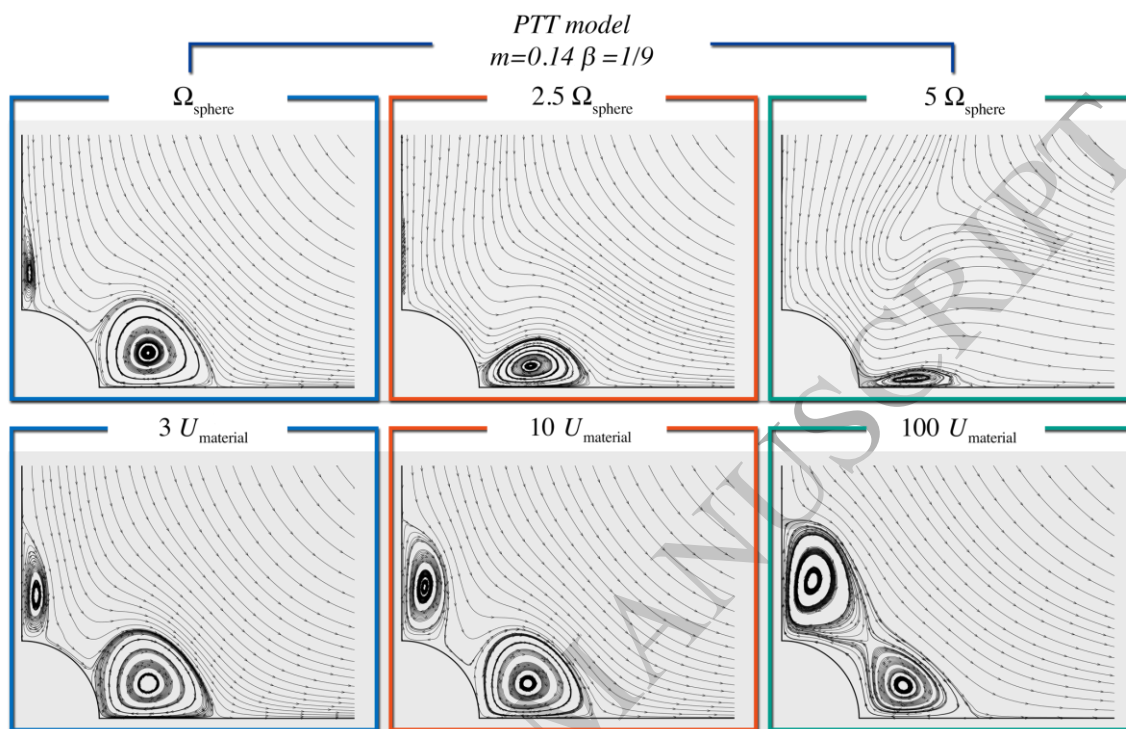 PTT model
m=0.14 β =1/9
Ωsphere
2.5 Ωsphere
5 Ωsphere
3 Umaterial
10 Umaterial
100 Umaterial
MANUSCRIPT